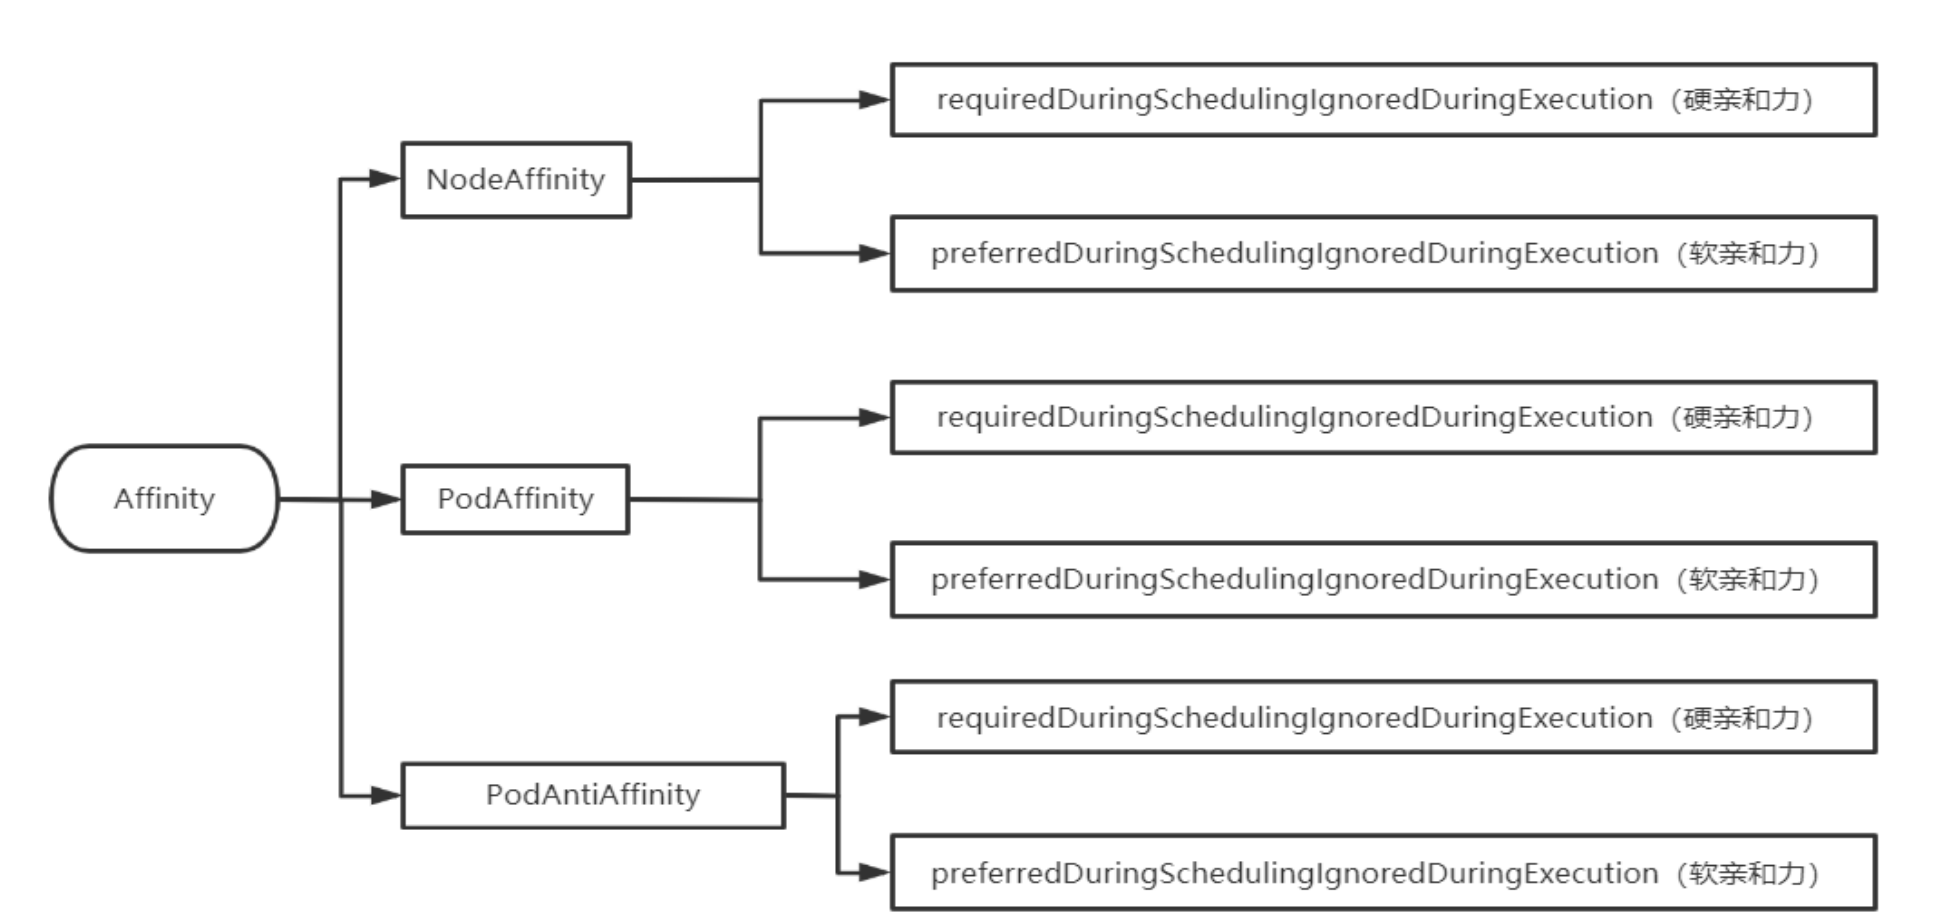 requiredDuringSchedulingIgnoredDuringExecution（硬亲和力）
NodeAffinity
preferredDuringSchedulingIgnoredDuringExecution（软亲和力）
requiredDuringSchedulingIgnoredDuringExecution（硬亲和力）
Affinity
PodAffinity
preferredDuringSchedulingIgnoredDuringExecution（软亲和力）
requiredDuringSchedulingIgnoredDuringExecution（硬亲和力）
PodAntiAffinity
preferredDuringSchedulingIgnoredDuringExecution（软亲和力）